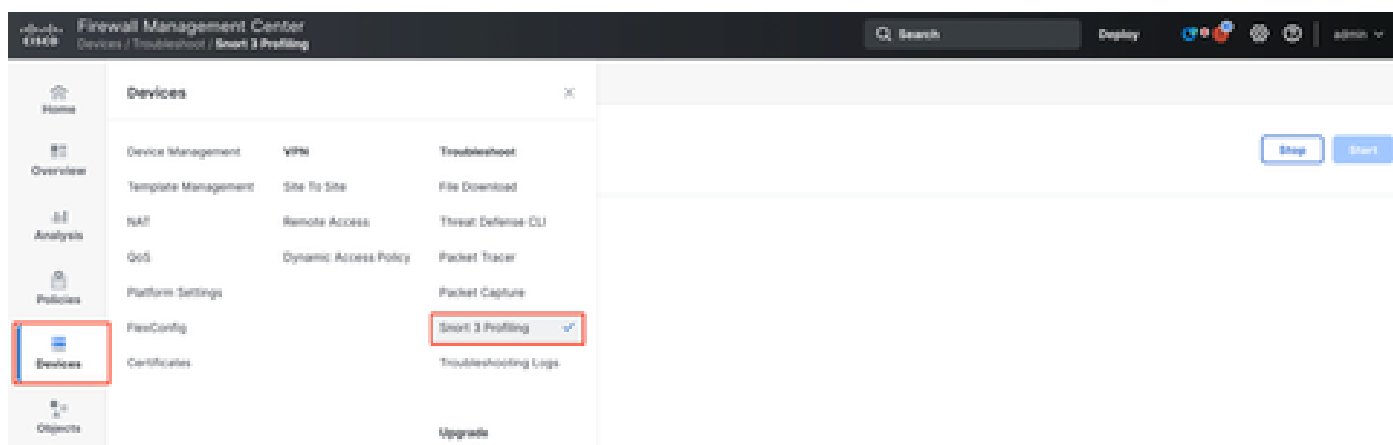 CISCO
Firewall Management Center
Devices / Troubleshoot / Snort 3 Profiling
Search
Deploy
admin
Home
Overview
Analysis
Policies
Devices
Objects
Devices
Device Management
Template Management
NAT
QoS
Platform Settings
FlexConfig
Certificates
VPN
Site To Site
Remote Access
Dynamic Access Policy
Troubleshoot
File Download
Threat Defense CLI
Packet Tracer
Packet Capture
Snort 3 Profiling
Troubleshooting Logs
Upgrade
Stop
Start